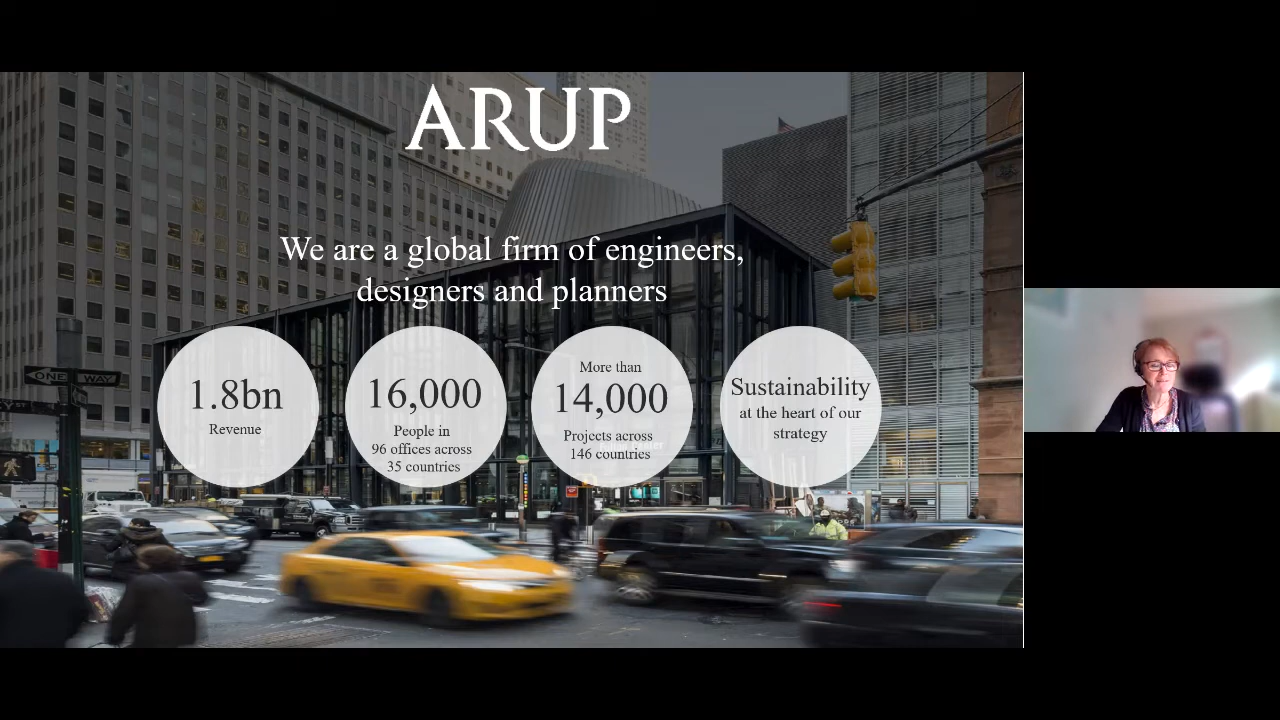 ARUP
We are a global firm of engineers,
designers and planners
1.8bn
Revenue
16,000
People in
96 offices across
35 countries
More than
14,000
Projects across
146 countries
Sustainability
at the heart of our
strategy
ONE WAY